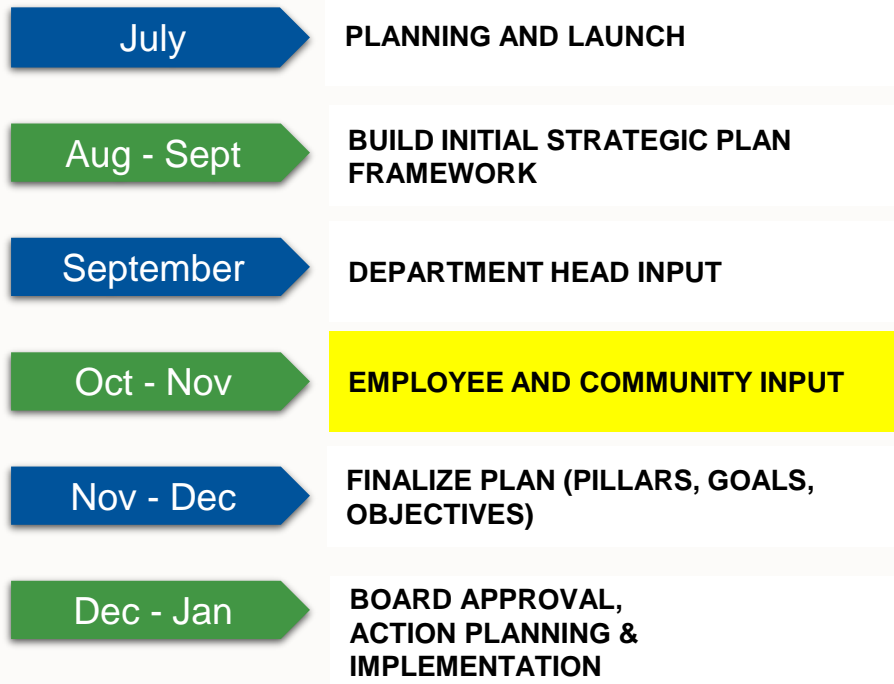 July
PLANNING AND LAUNCH
Aug - Sept
BUILD INITIAL STRATEGIC PLAN
FRAMEWORK
September
DEPARTMENT HEAD INPUT
Oct - Nov
EMPLOYEE AND COMMUNITY INPUT
Nov - Dec
FINALIZE PLAN (PILLARS, GOALS,
OBJECTIVES)
Dec - Jan
BOARD APPROVAL,
ACTION PLANNING &
IMPLEMENTATION